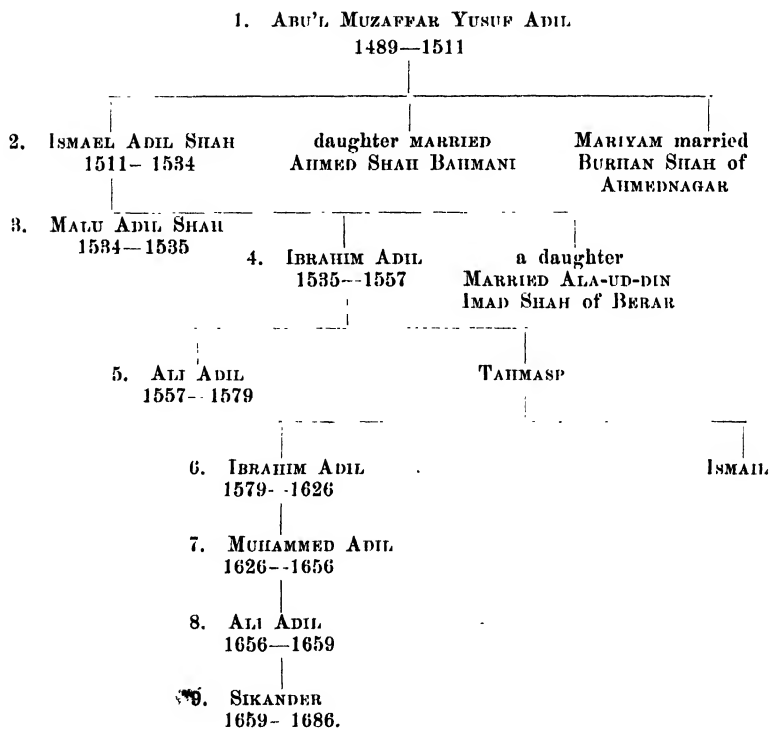 1. ABU'L MUZAFFAR YUSUF ADIL
1489—1511
2. ISMAEL ADIL SHAH
1511–1534
daughter MARRIED
AHMED SHAH BAHMANI
MARIYAM married
BURHAN SHAH of
AHMEDNAGAR
3. MALU ADIL SHAH
1534—1535
4. IBRAHIM ADIL
1535—1557
a daughter
MARRIED ALA-UD-DIN
IMAD SHAH of BERAR
5. ALI ADIL
1557–1579
TAHMASP
6. IBRAHIM ADIL
1579–1626
ISMAIL
7. MUHAMMED ADIL
1626—1656
8. ALI ADIL
1656—1659
9. SIKANDER
1659–1686.